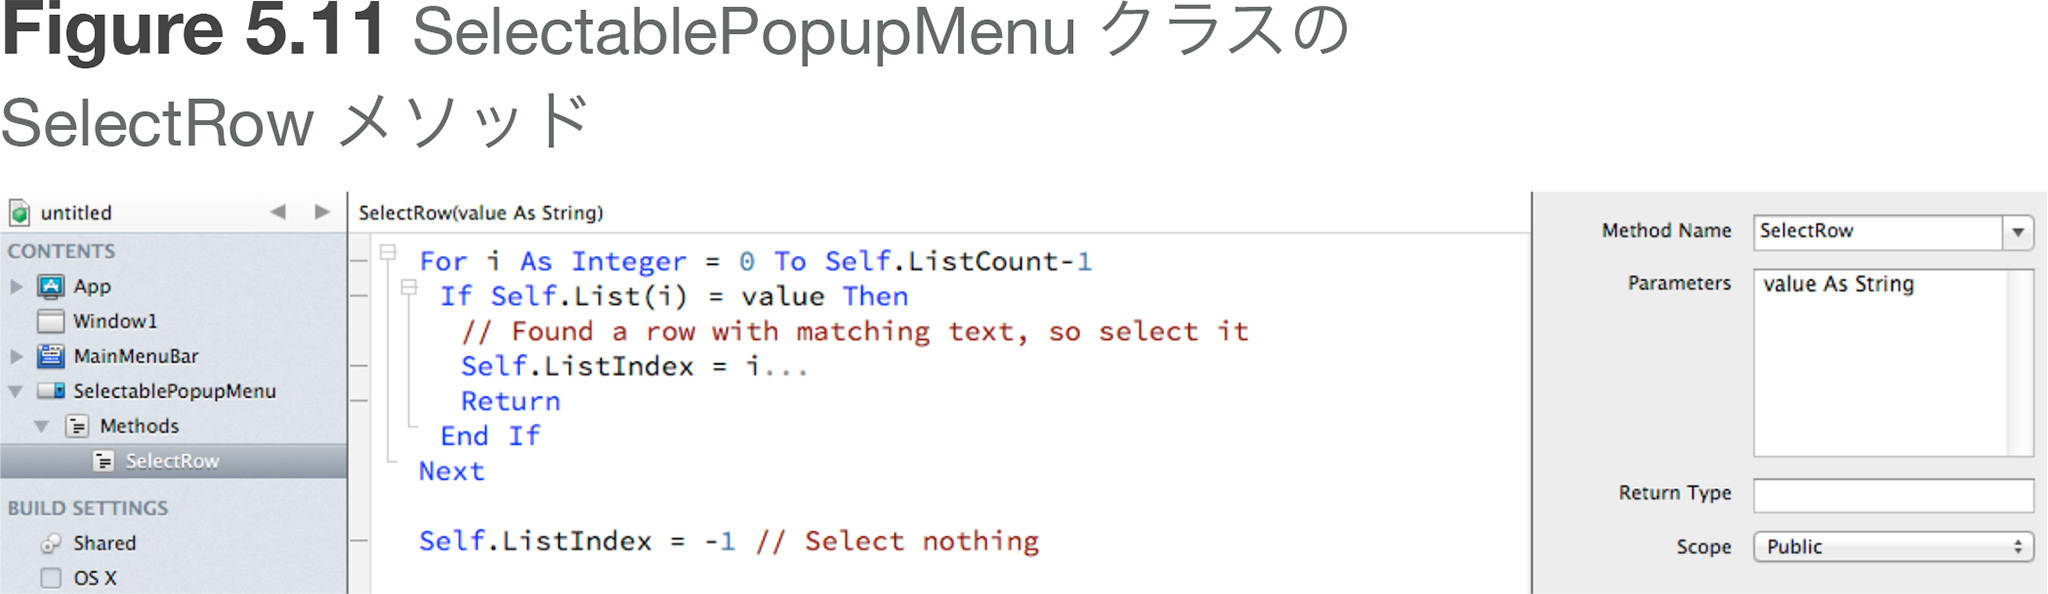 Figure 5.11 SelectablePopupMenu クラスの
SelectRow メソッド
untitled
CONTENTS
App
Window1
MainMenuBar
SelectablePopupMenu
Methods
SelectRow
BUILD SETTINGS
Shared
OS X
SelectRow(value As String)
For i As Integer = 0 To Self.ListCount-1
If Self.List(i) = value Then
// Found a row with matching text, so select it
Self.ListIndex = i...
Return
End If
Next
Self.ListIndex = -1 // Select nothing
Method Name SelectRow
Parameters value As String
Return Type
Scope Public